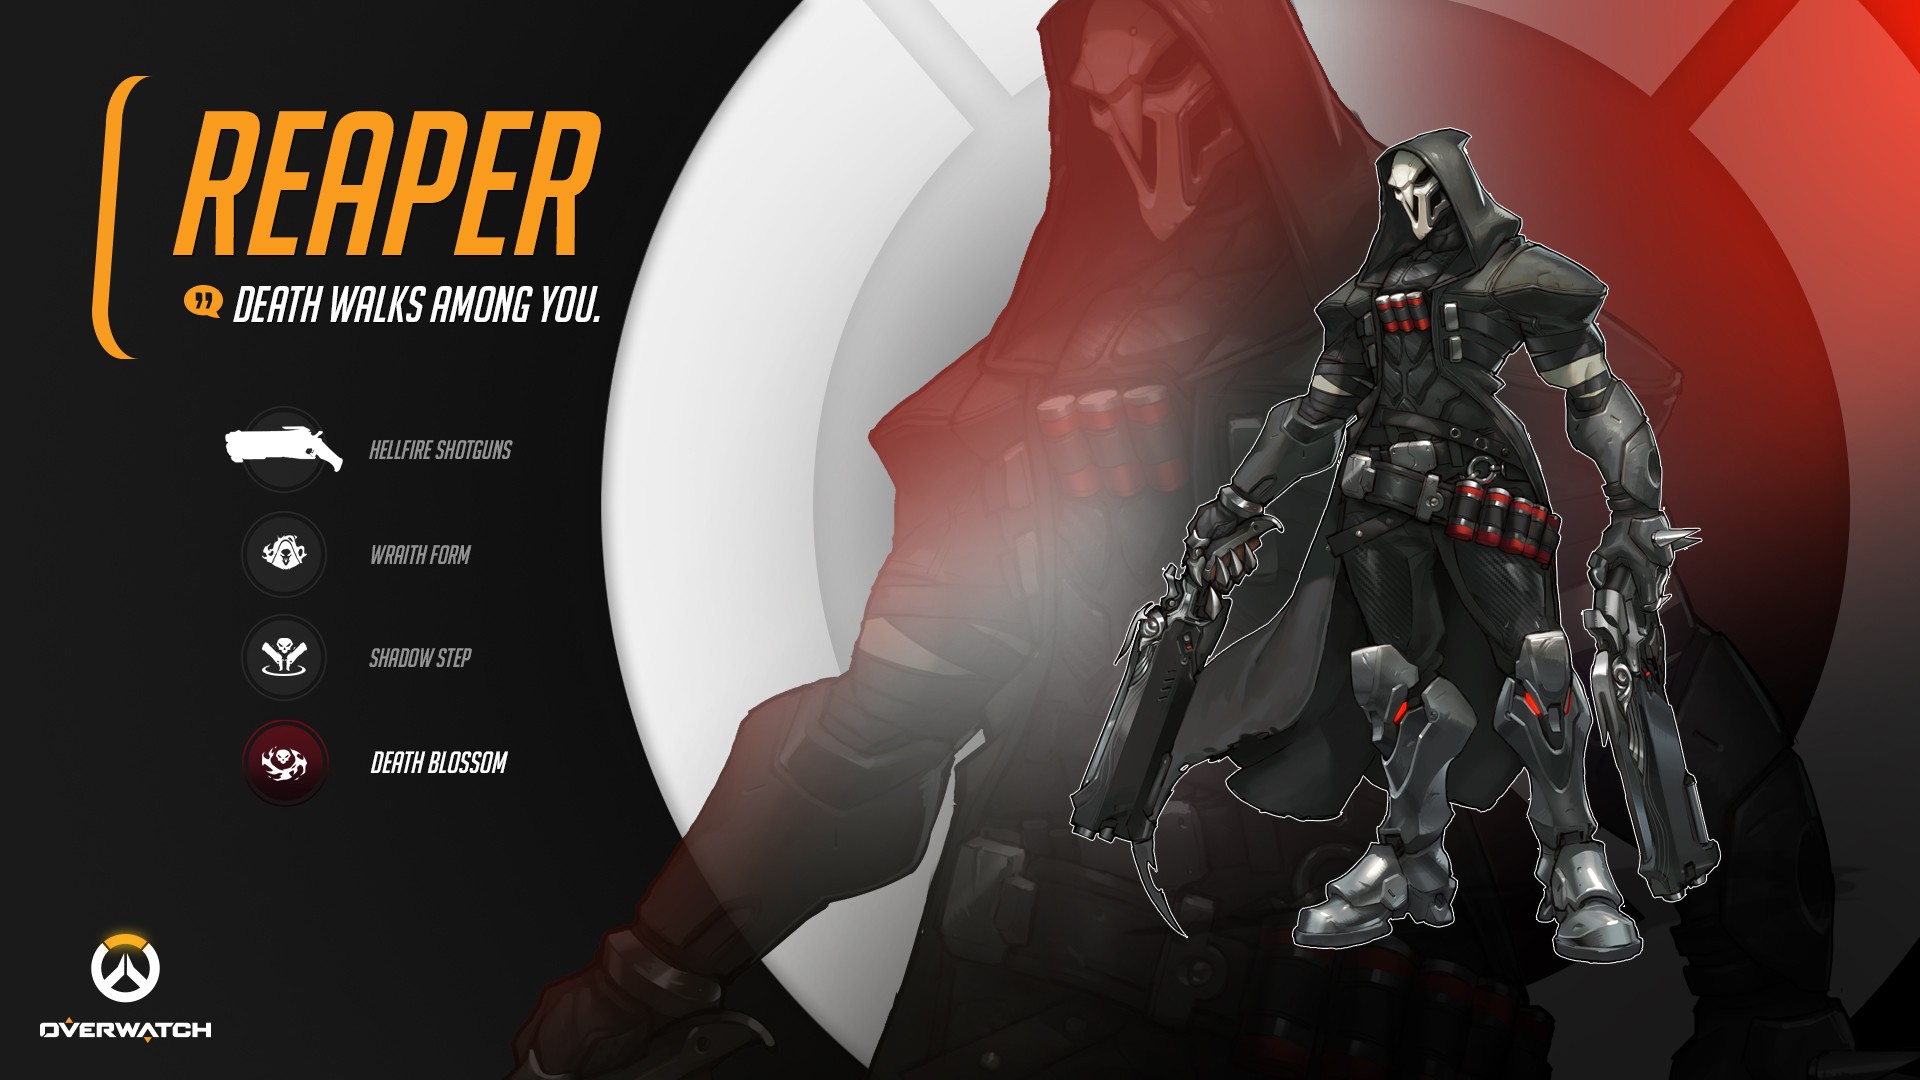 REAPER
DEATH WALKS AMONG YOU.
HELLFIRE SHOTGUNS
WRAITH FORM
SHADOW STEP
DEATH BLOSSOM
OVERWATCH